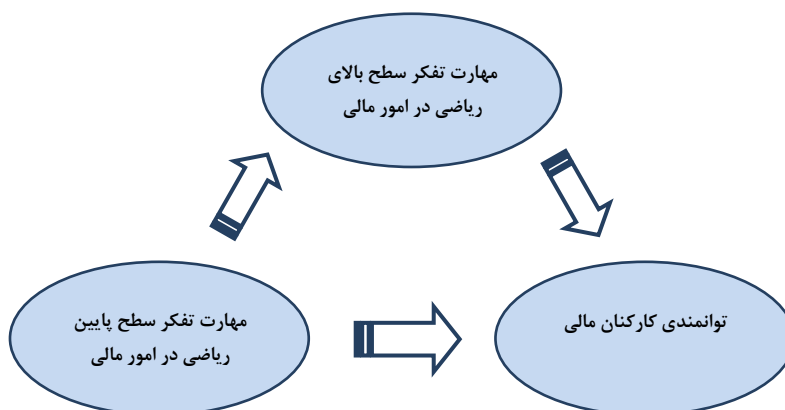 مهارت تفکر سطح بالای
ریاضی در امور مالی
توانمندی کارکنان مالی
مهارت تفکر سطح پایین
ریاضی در امور مالی